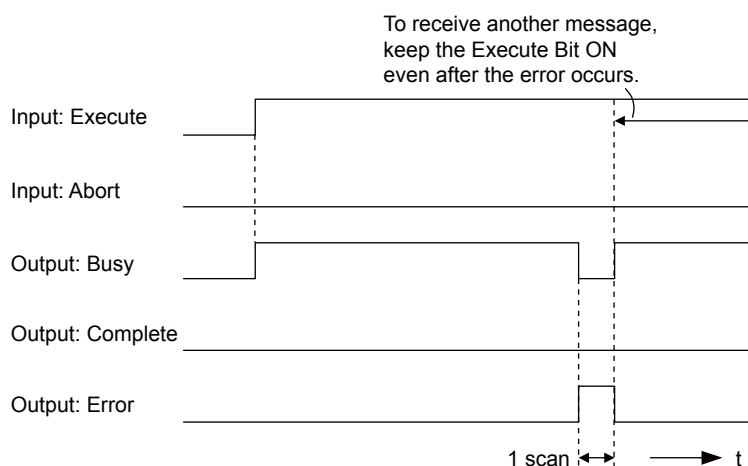 To receive another message,
keep the Execute Bit ON
even after the error occurs.
Input: Execute
Input: Abort
Output: Busy
Output: Complete
Output: Error
1 scan
t